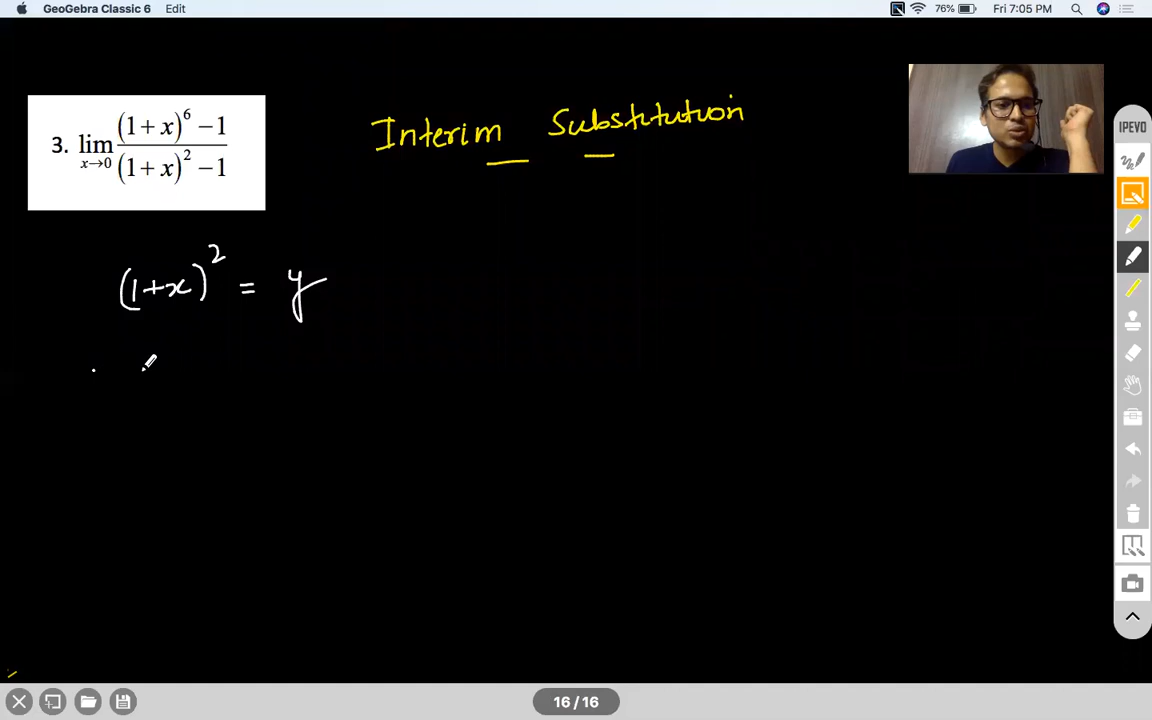 GeoGebra Classic 6 Edit 76% Fri 7:05 PM
Interim Substitution
3. lim x→0 (1 + x)^6 − 1 / (1 + x)^2 − 1
IPEVO
(1+x)^2 = y
16 / 16